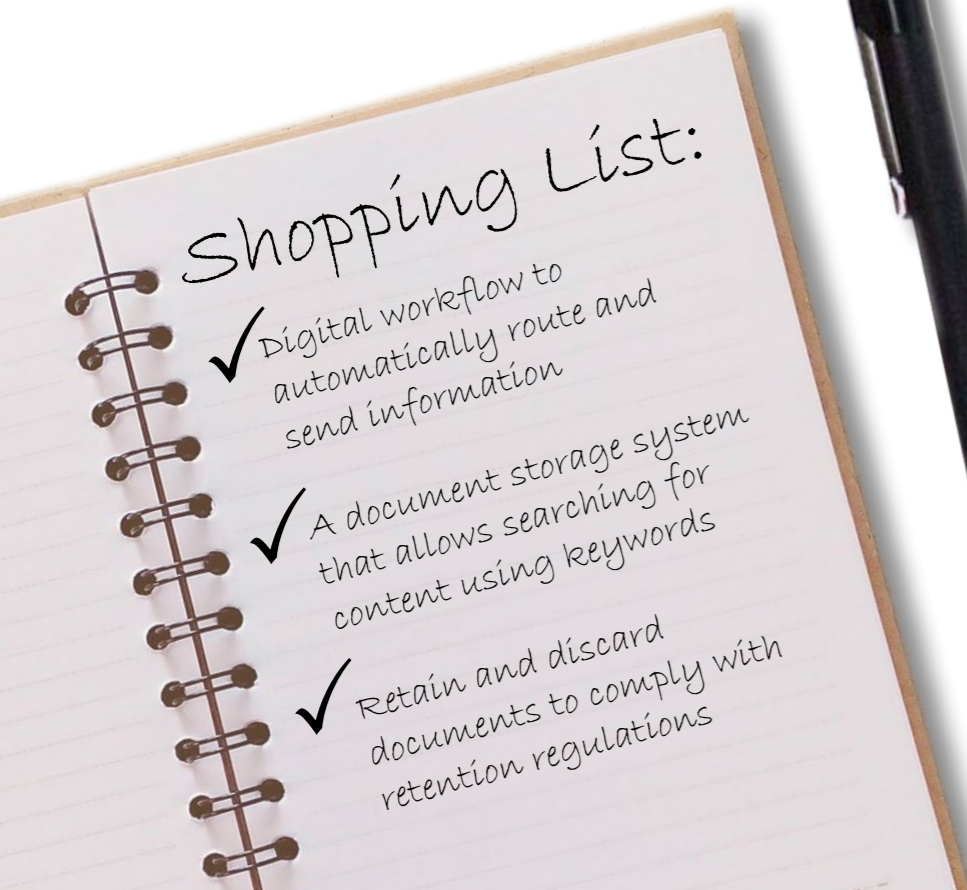 Shopping List:
Digital workflow to
automatically route and
send information
A document storage system
that allows searching for
content using keywords
Retain and discard
documents to comply with
retention regulations